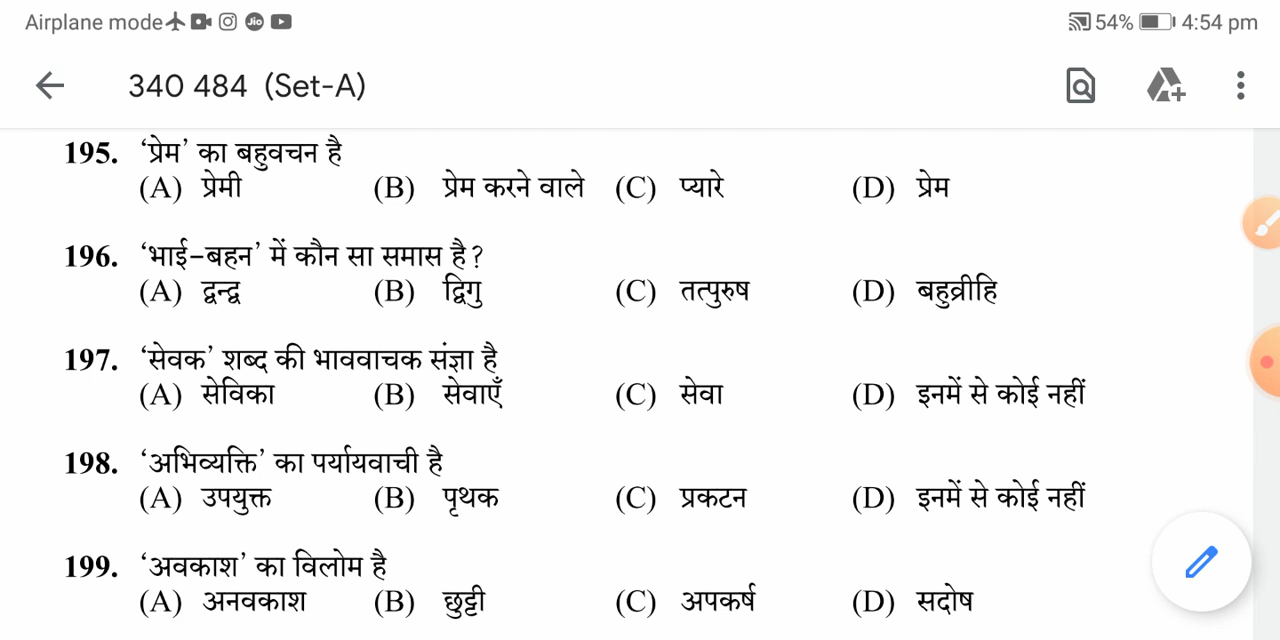 Airplane mode 54% 4:54 pm
340 484 (Set-A)
195. ‘प्रेम’ का बहुवचन है
(A) प्रेमी (B) प्रेम करने वाले (C) प्यारे (D) प्रेम
196. ‘भाई-बहन’ में कौन सा समास है?
(A) द्वन्द्व (B) द्विगु (C) तत्पुरुष (D) बहुव्रीहि
197. ‘सेवक’ शब्द की भाववाचक संज्ञा है
(A) सेविका (B) सेवाएँ (C) सेवा (D) इनमें से कोई नहीं
198. ‘अभिव्यक्ति’ का पर्यायवाची है
(A) उपयुक्त (B) पृथक (C) प्रकटन (D) इनमें से कोई नहीं
199. ‘अवकाश’ का विलोम है
(A) अनवकाश (B) छुट्टी (C) अपकर्ष (D) सदोष